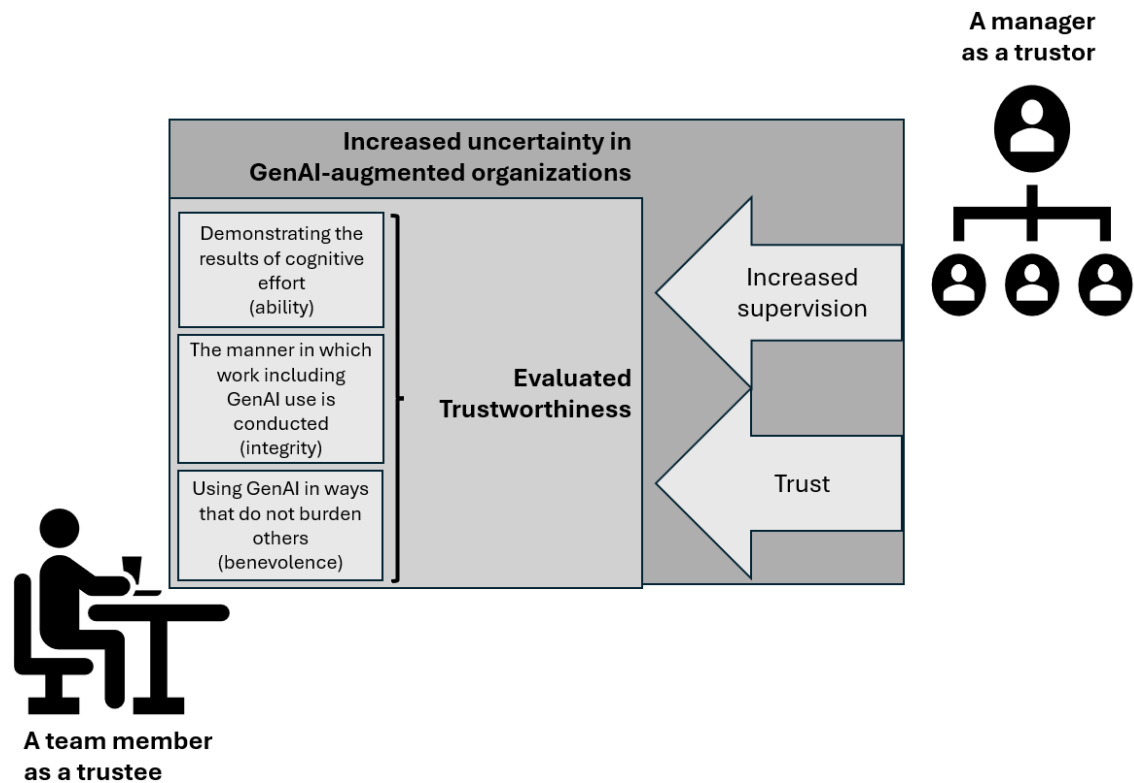 A manager
as a trustor
Increased uncertainty in
GenAI-augmented organizations
Demonstrating the
results of cognitive
effort
(ability)
The manner in which
work including
GenAI use is
conducted
(integrity)
Using GenAI in ways
that do not burden
others
(benevolence)
Evaluated
Trustworthiness
Increased
supervision
Trust
A team member
as a trustee